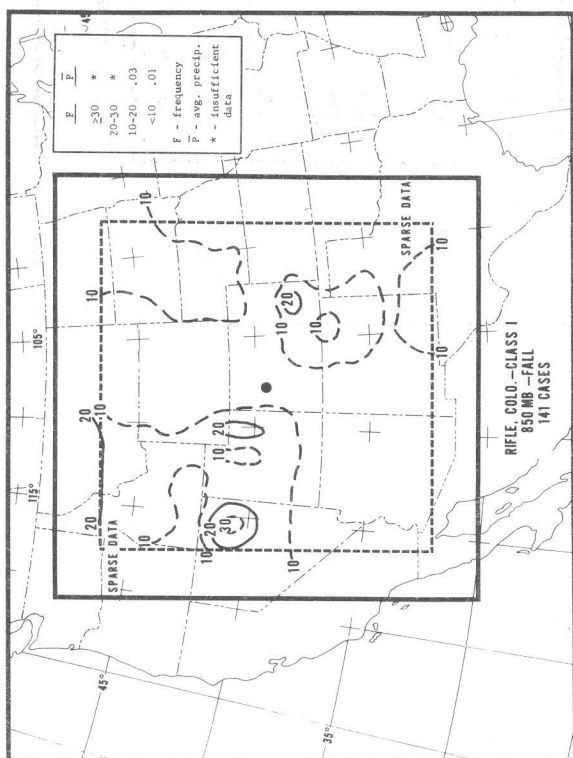 45
F P̄
≥30 *
20-30 *
10-20 .03
<10 .01
F - frequency
P̄ - avg. precip.
* - insufficient
data
105°
115°
45°
35°
10
10
20
10
20
SPARSE DATA
10
10
20
30
10
10
20
10
10
20
10
SPARSE DATA
10
10
RIFLE, COLO.–CLASS I
850 MB –FALL
141 CASES